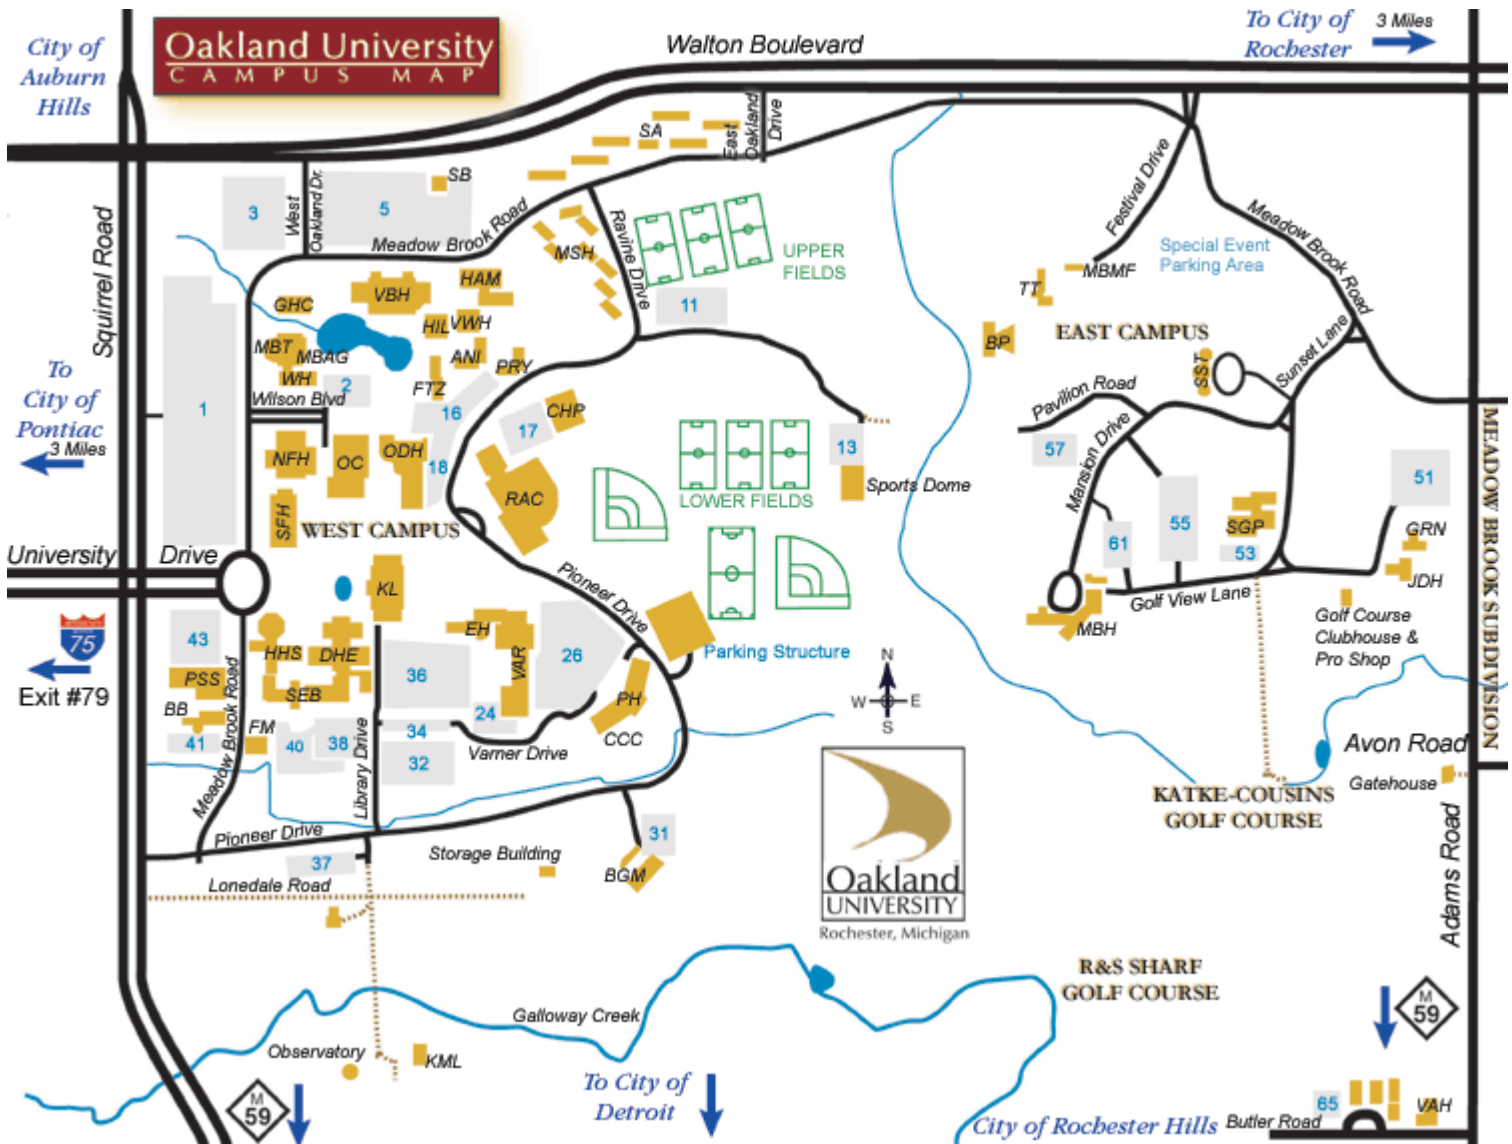 Oakland University
CAMPUS MAP
City of
Auburn
Hills
Walton Boulevard
To City of
Rochester
3 Miles
SA
East
Oakland
Drive
SB
3
West
Oakland Dr.
5
Meadow Brook Road
Squirrel Road
MSH
Ravine Drive
UPPER
FIELDS
11
Festival Drive
Special Event
Parking Area
Meadow Brook Road
MBMF
TT
BP
EAST CAMPUS
SST
Sunset Lane
GHC
VBH
HAM
HIL
VWH
MBT
MBAG
ANI
PRY
WH
2
FTZ
Wilson Blvd
To
City of
Pontiac
3 Miles
1
16
17
CHP
NFH
OC
ODH
18
RAC
SFH
WEST CAMPUS
13
Sports Dome
LOWER FIELDS
Pavilion Road
57
Mansion Drive
51
55
SGP
61
53
GRN
JDH
Golf View Lane
MBH
Golf Course
Clubhouse &
Pro Shop
MEADOW BROOK SUBDIVISION
University
Drive
KL
Pioneer Drive
75
Exit #79
43
HHS
DHE
EH
VAR
26
36
Parking Structure
PSS
SEB
PH
BB
FM
24
34
CCC
41
40
38
32
Varner Drive
Meadow Brook Road
Library Drive
N
W
E
S
Avon Road
Gatehouse
KATKE-COUSINS
GOLF COURSE
Pioneer Drive
37
Storage Building
31
BGM
Lonedale Road
Oakland
UNIVERSITY
Rochester, Michigan
Adams Road
R&S SHARF
GOLF COURSE
M
59
Galloway Creek
Observatory
KML
M
59
To City of
Detroit
City of Rochester Hills
Butler Road
65
VAH